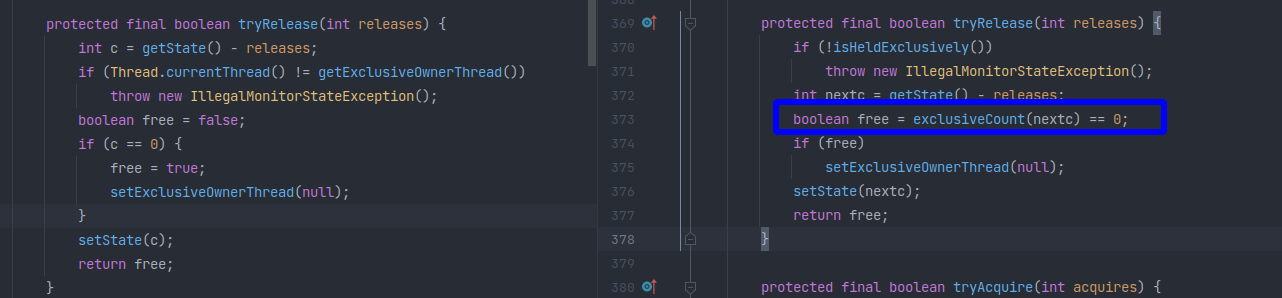 protected final boolean tryRelease(int releases) {
int c = getState() - releases;
if (Thread.currentThread() != getExclusiveOwnerThread())
throw new IllegalMonitorStateException();
boolean free = false;
if (c == 0) {
free = true;
setExclusiveOwnerThread(null);
}
setState(c);
return free;
}
369 protected final boolean tryRelease(int releases) {
370 if (!isHeldExclusively())
371 throw new IllegalMonitorStateException();
372 int nextc = getState() - releases;
373 boolean free = exclusiveCount(nextc) == 0;
374 if (free)
375 setExclusiveOwnerThread(null);
376 setState(nextc);
377 return free;
378 }
379
380 protected final boolean tryAcquire(int acquires) {